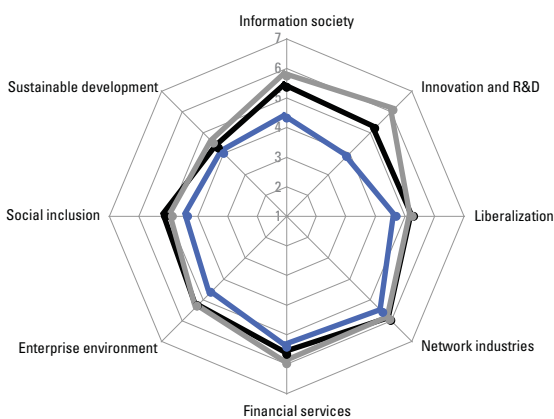 Information society
7
6
5
4
3
2
1
Innovation and R&D
Sustainable development
Social inclusion
Liberalization
Enterprise environment
Network industries
Financial services